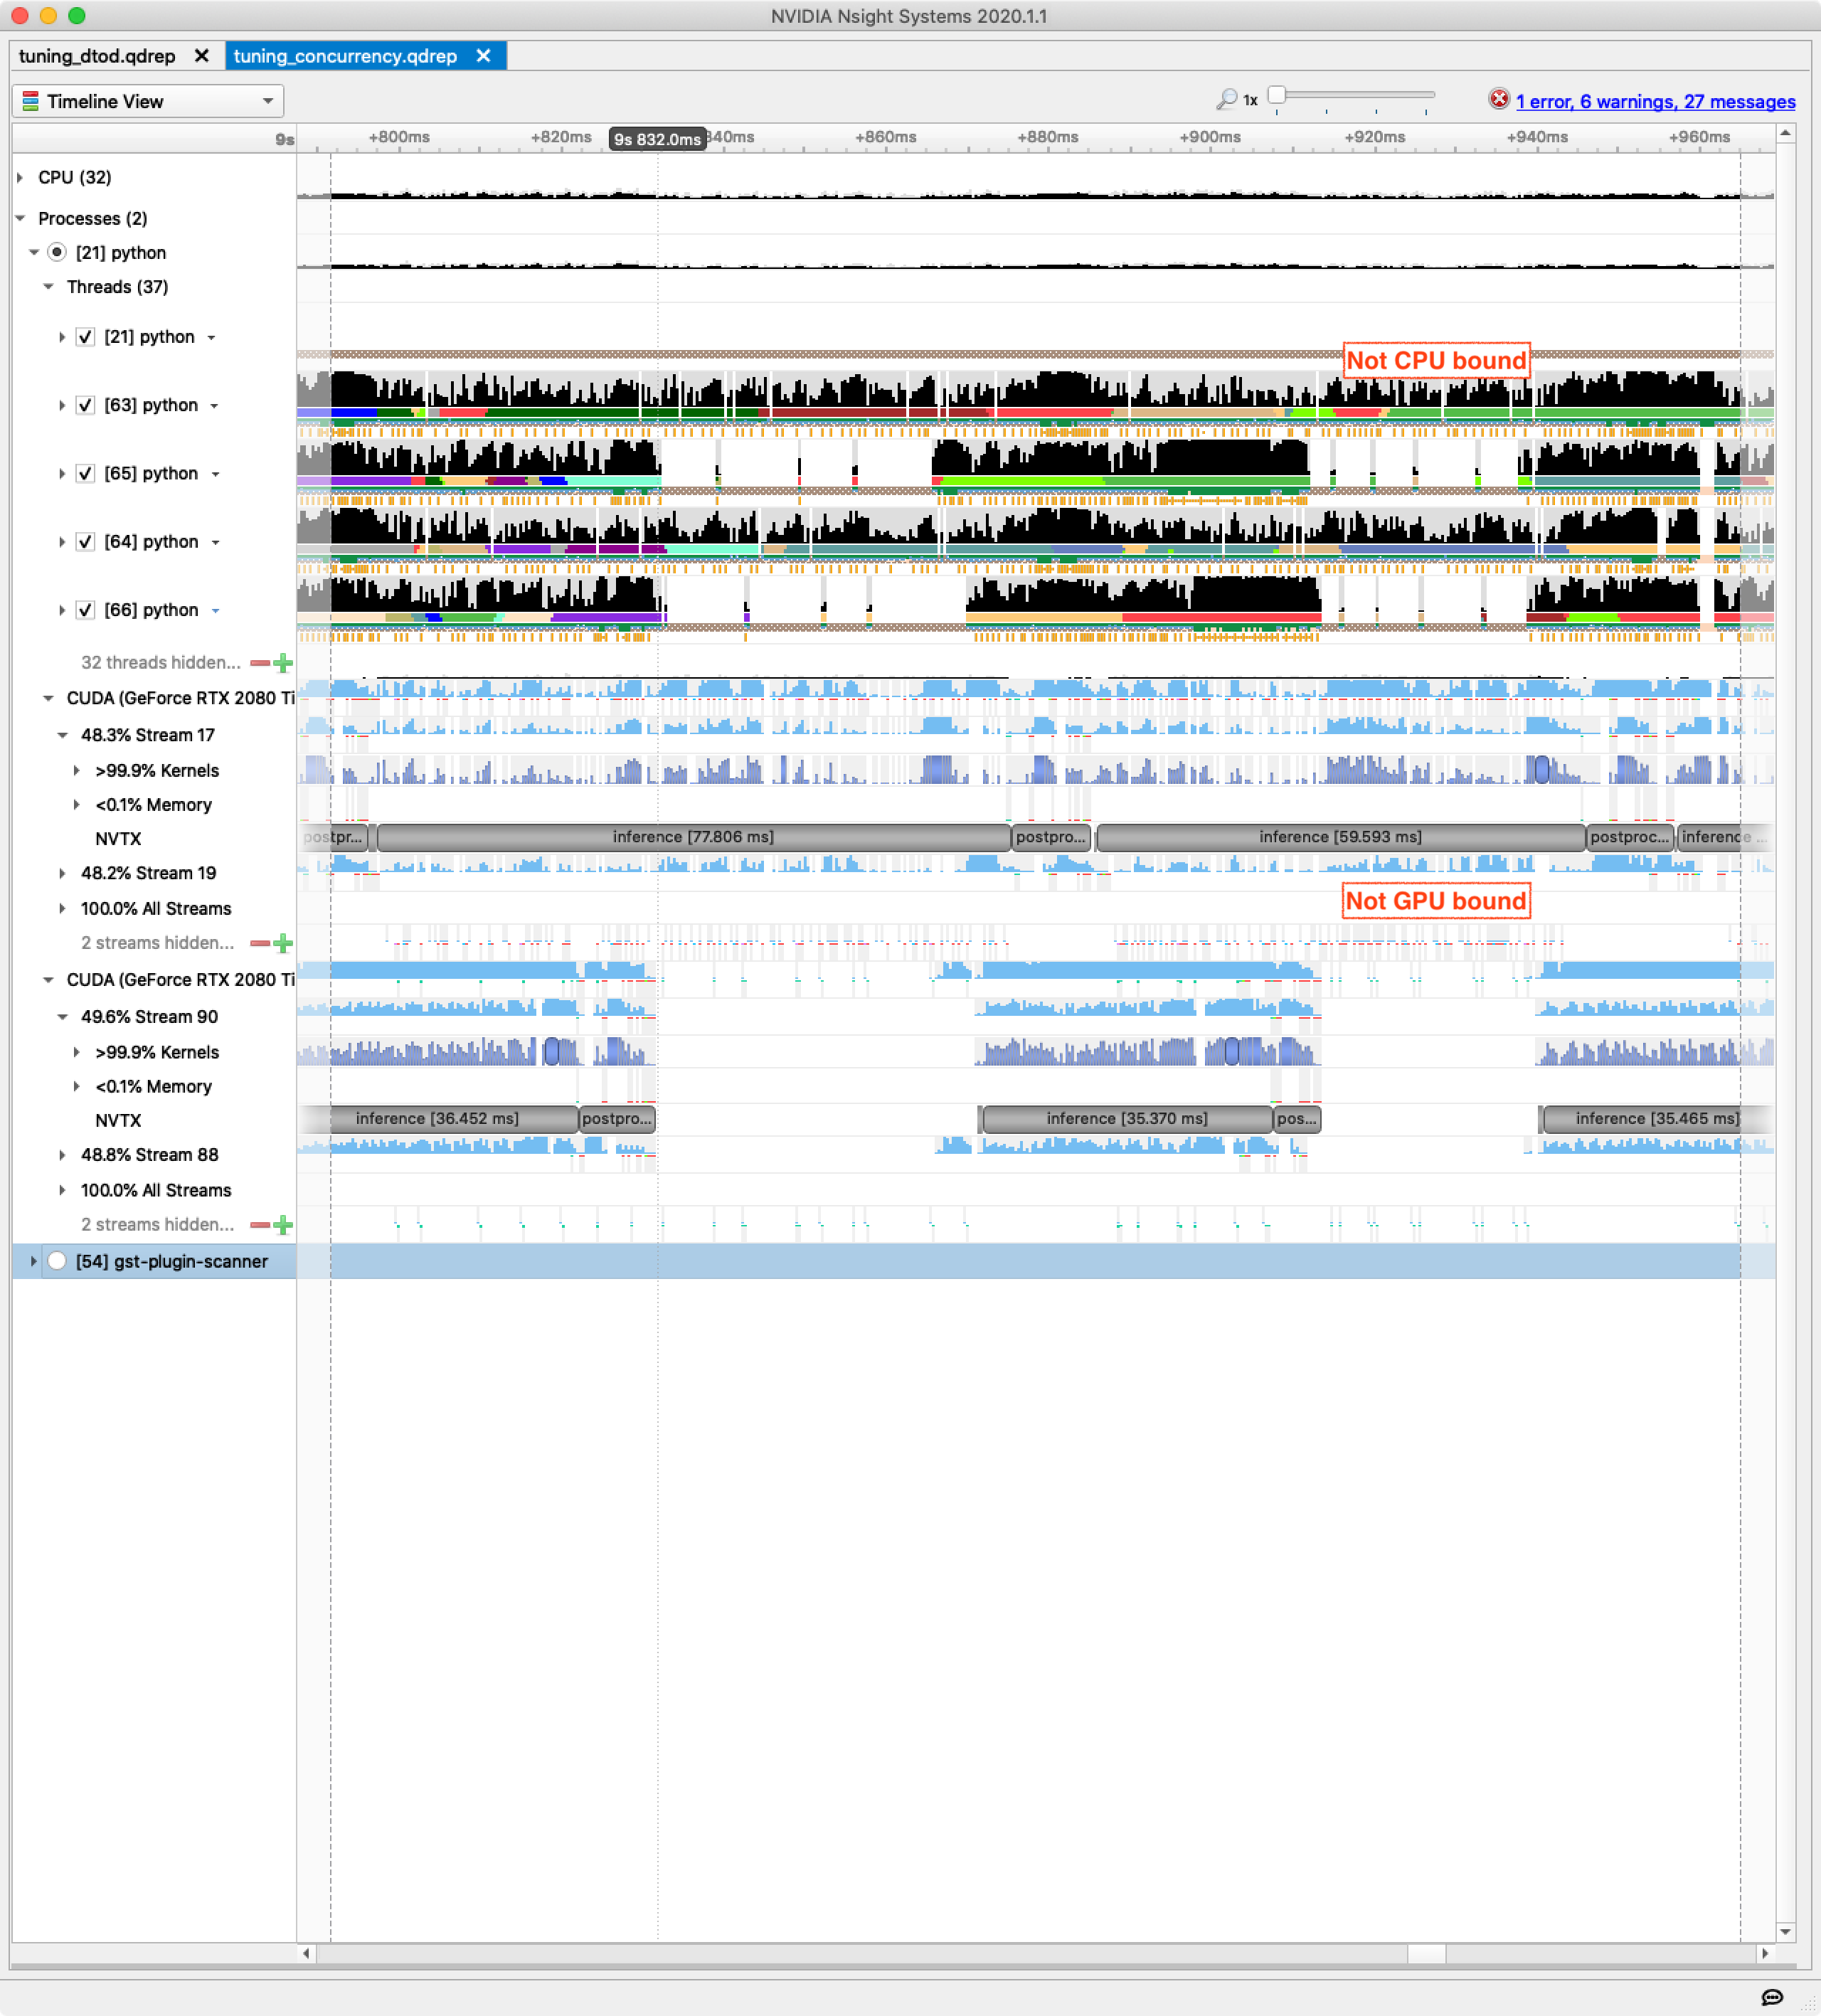 NVIDIA Nsight Systems 2020.1.1
tuning_dtod.qdrep
tuning_concurrency.qdrep
Timeline View
1x
1 error, 6 warnings, 27 messages
9s +800ms +820ms 9s 832.0ms 840ms +860ms +880ms +900ms +920ms +940ms +960ms
CPU (32)
Processes (2)
[21] python
Threads (37)
[21] python
Not CPU bound
[63] python
[65] python
[64] python
[66] python
32 threads hidden...
CUDA (GeForce RTX 2080 Ti
48.3% Stream 17
>99.9% Kernels
<0.1% Memory
NVTX postpr... inference [77.806 ms] postpro... inference [59.593 ms] postproc... inference ...
48.2% Stream 19
Not GPU bound
100.0% All Streams
2 streams hidden...
CUDA (GeForce RTX 2080 Ti
49.6% Stream 90
>99.9% Kernels
<0.1% Memory
NVTX inference [36.452 ms] postpro... inference [35.370 ms] pos... inference [35.465 ms]
48.8% Stream 88
100.0% All Streams
2 streams hidden...
[54] gst-plugin-scanner